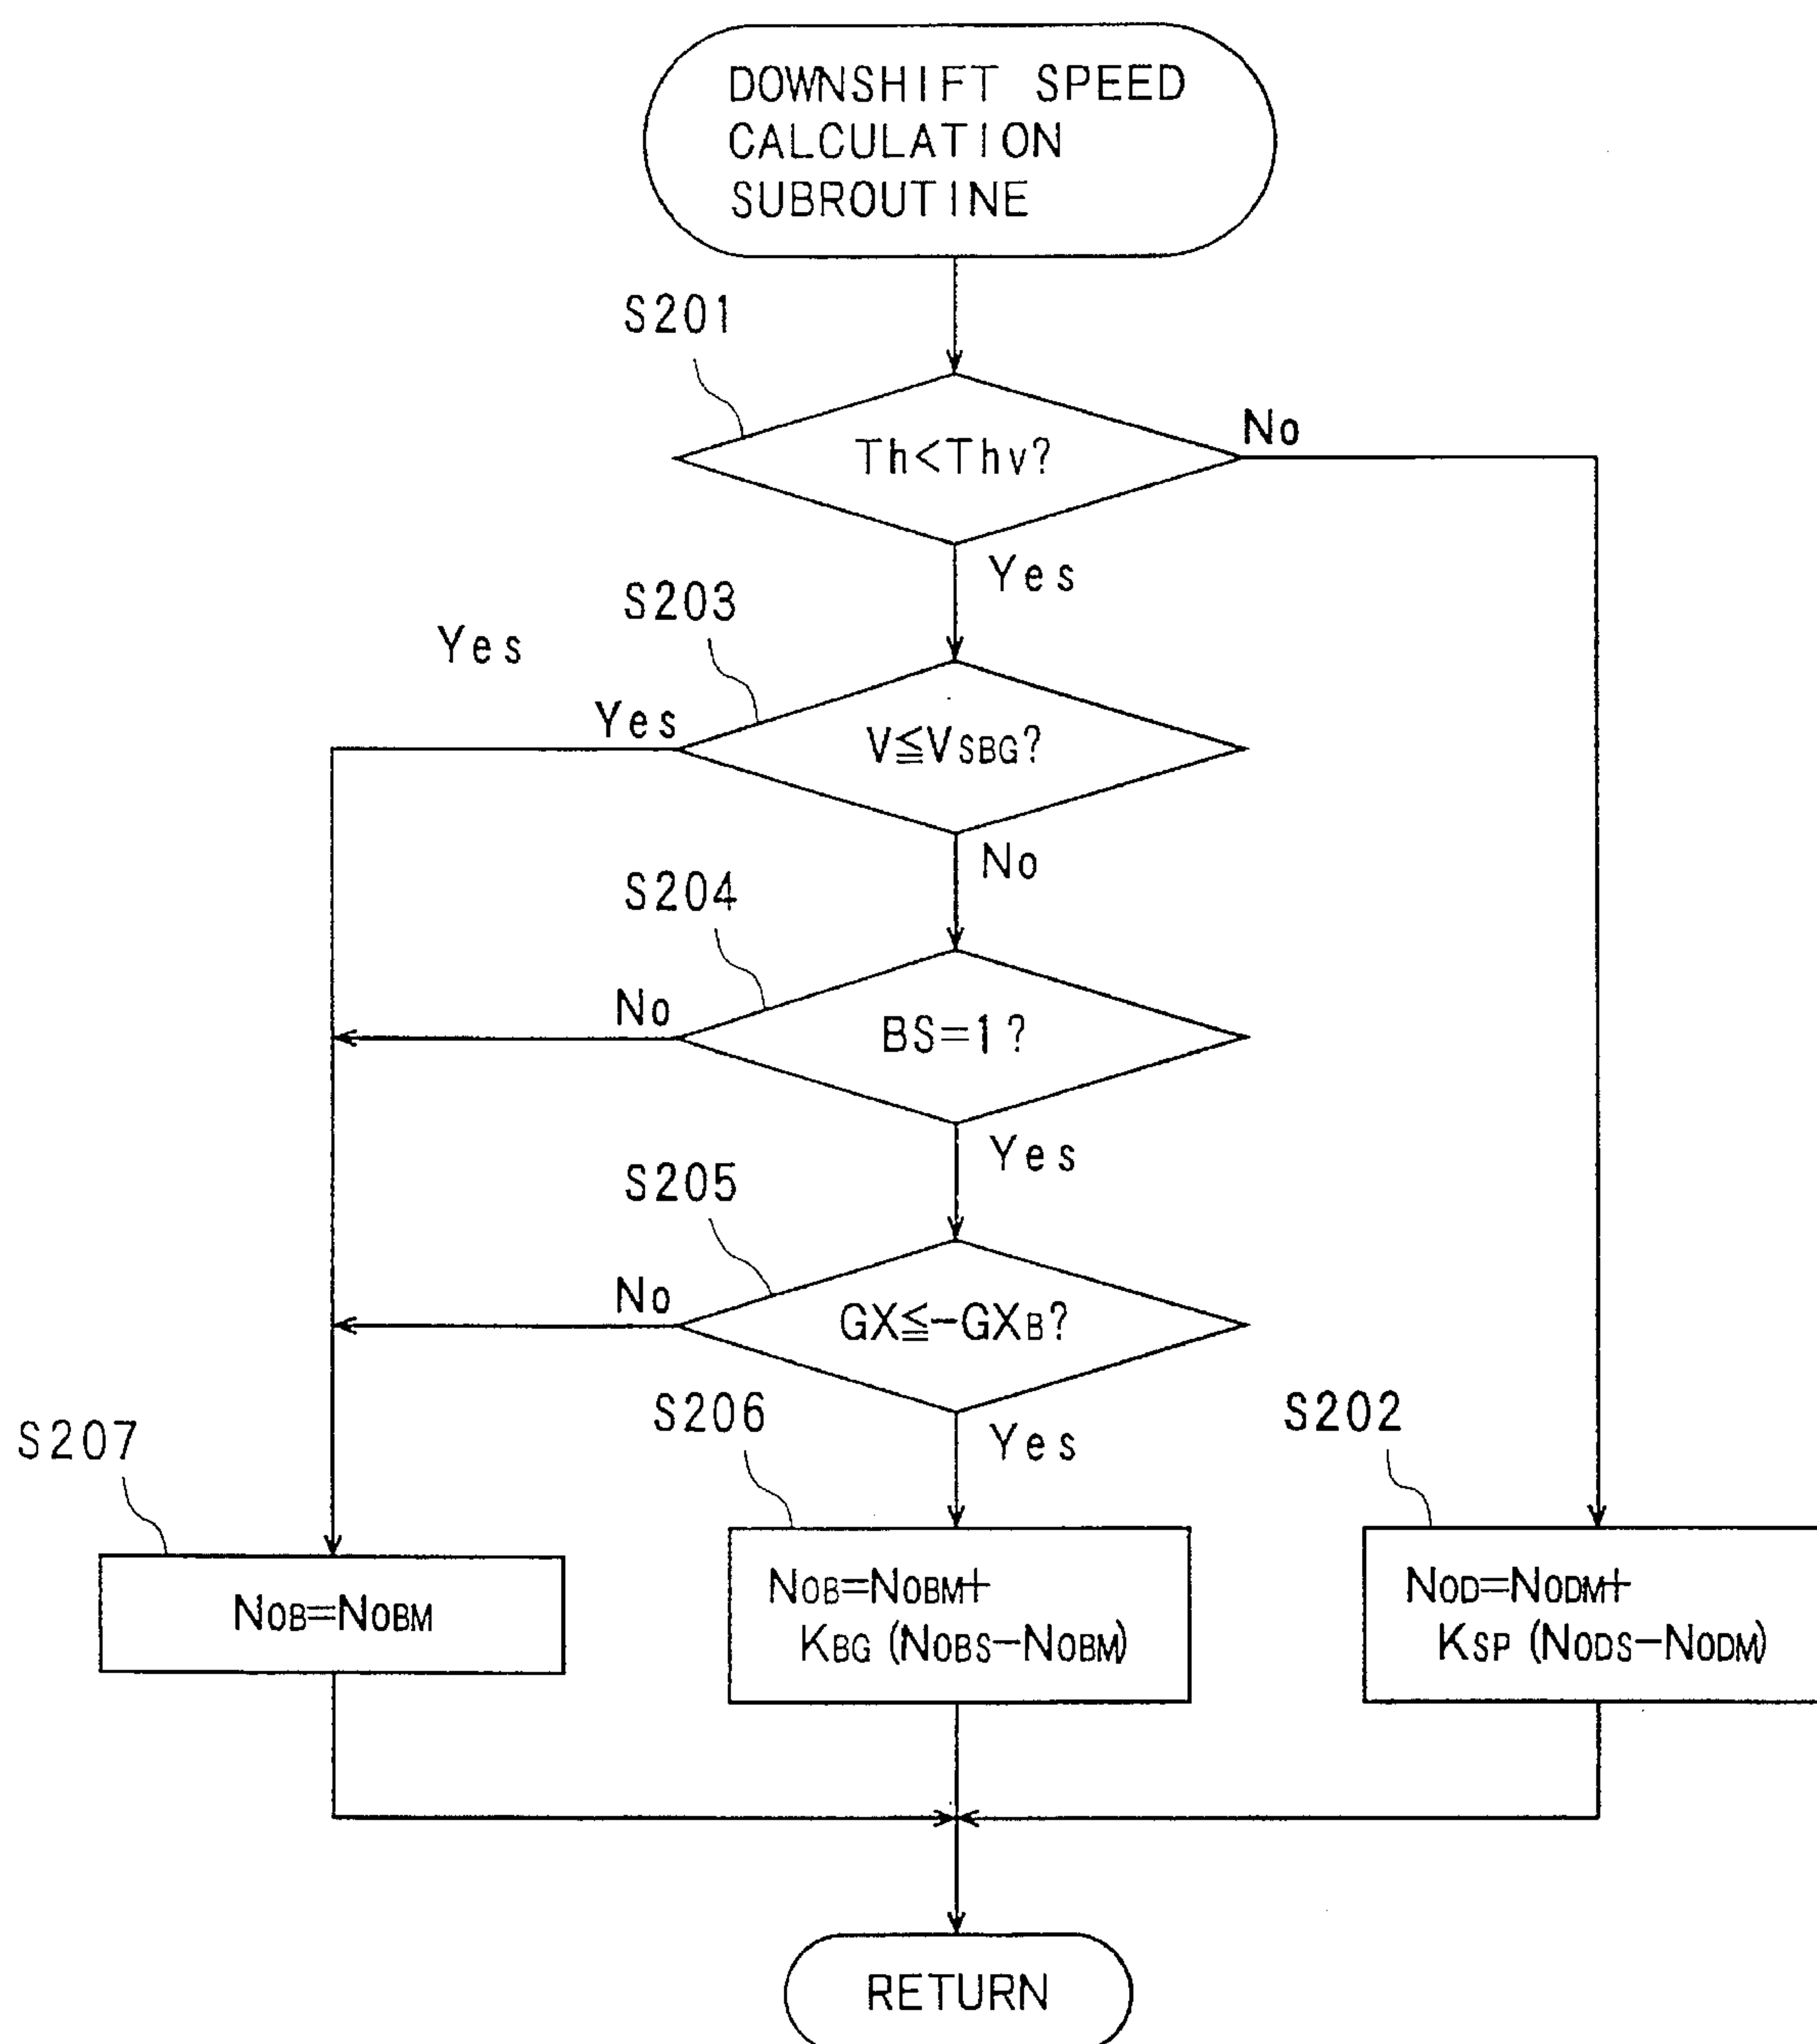 DOWNSHIFT SPEED
CALCULATION
SUBROUTINE
S201
Th<Thv?
No
Yes
S203
Yes
Yes
V≦VSBG?
No
S204
No
BS=1?
Yes
S205
No
GX≦-GXB?
Yes
S207
S206
S202
NOB=NOBM
NOB=NOBM+
KBG (NOBS-NOBM)
NOD=NODM+
KSP (NODS-NODM)
RETURN